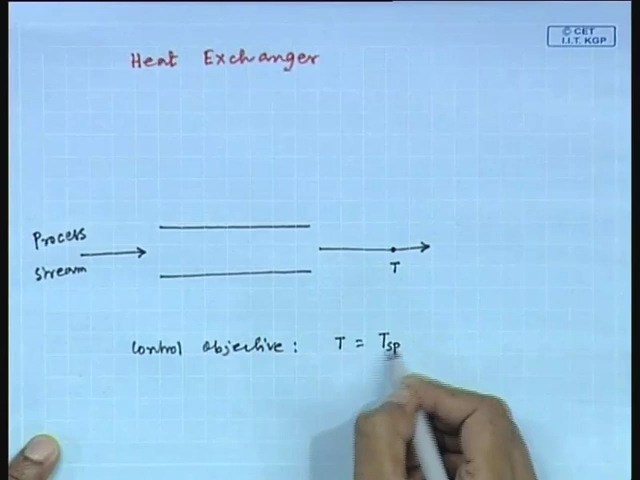 © CET
I.I.T. KGP
Heat Exchanger
Process
Stream
T
Control Objective: T = Tsp